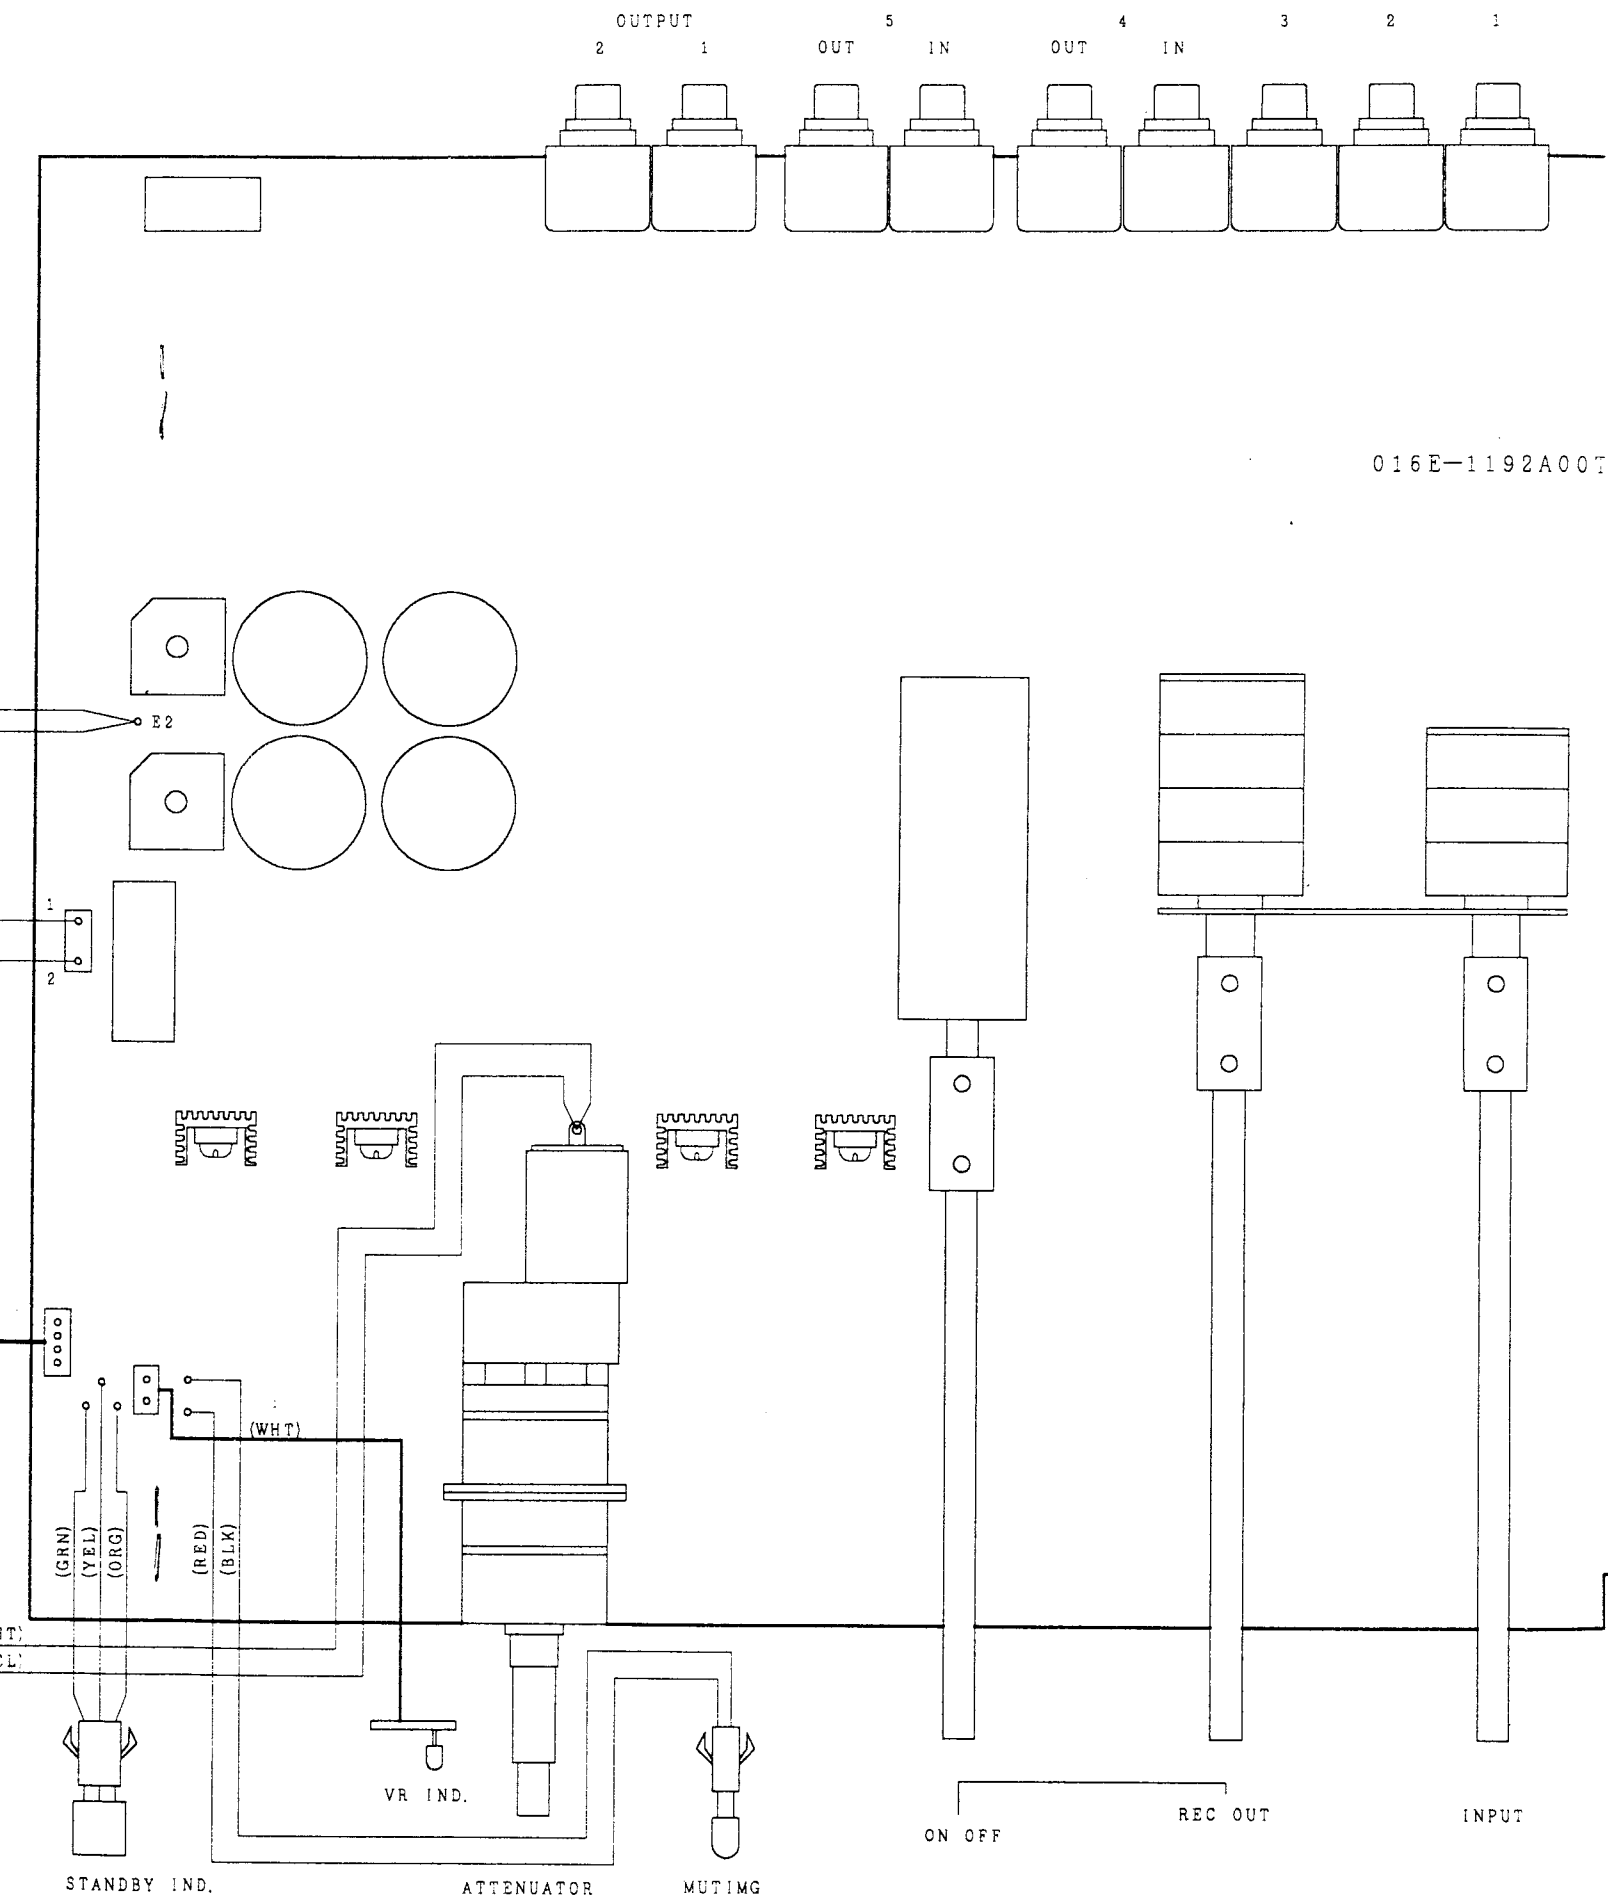 OUTPUT 5 4 3 2 1
2 1 OUT IN OUT IN
016E-1192A00T
E2
1
2
(WHT)
(GRN)
(YEL)
(ORG)
(RED)
(BLK)
VR IND.
REC OUT
INPUT
ON OFF
STANDBY IND.
ATTENUATOR
MUTIMG